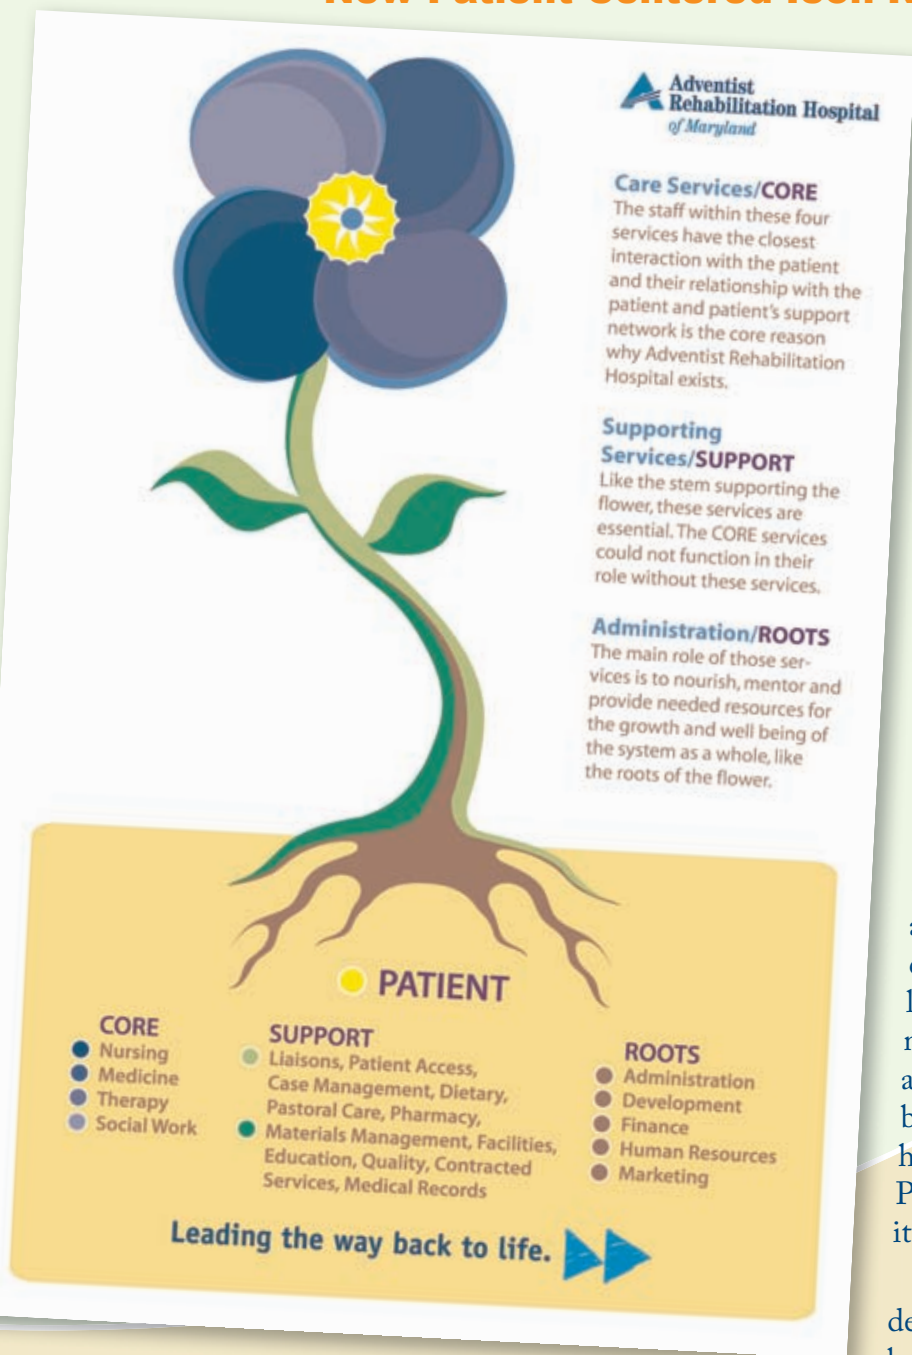 New Patient-Centered Icon
Adventist
Rehabilitation Hospital
of Maryland
Care Services/CORE
The staff within these four
services have the closest
interaction with the patient
and their relationship with the
patient and patient's support
network is the core reason
why Adventist Rehabilitation
Hospital exists.
Supporting
Services/SUPPORT
Like the stem supporting the
flower, these services are
essential. The CORE services
could not function in their
role without these services.
Administration/ROOTS
The main role of those ser-
vices is to nourish, mentor and
provide needed resources for
the growth and well being of
the system as a whole, like
the roots of the flower.
PATIENT
CORE
Nursing
Medicine
Therapy
Social Work
SUPPORT
Liaisons, Patient Access,
Case Management, Dietary,
Pastoral Care, Pharmacy,
Materials Management, Facilities,
Education, Quality, Contracted
Services, Medical Records
ROOTS
Administration
Development
Finance
Human Resources
Marketing
Leading the way back to life.
it